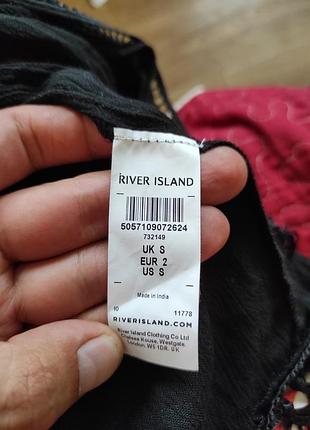 RIVER ISLAND
5057109072624
732149
UK S
EUR 2
US S
Made in India
10 11778
RIVERISLAND.COM
River Island Clothing Co Ltd
Chelsea House, Westgate,
London. W5 1DR. UK